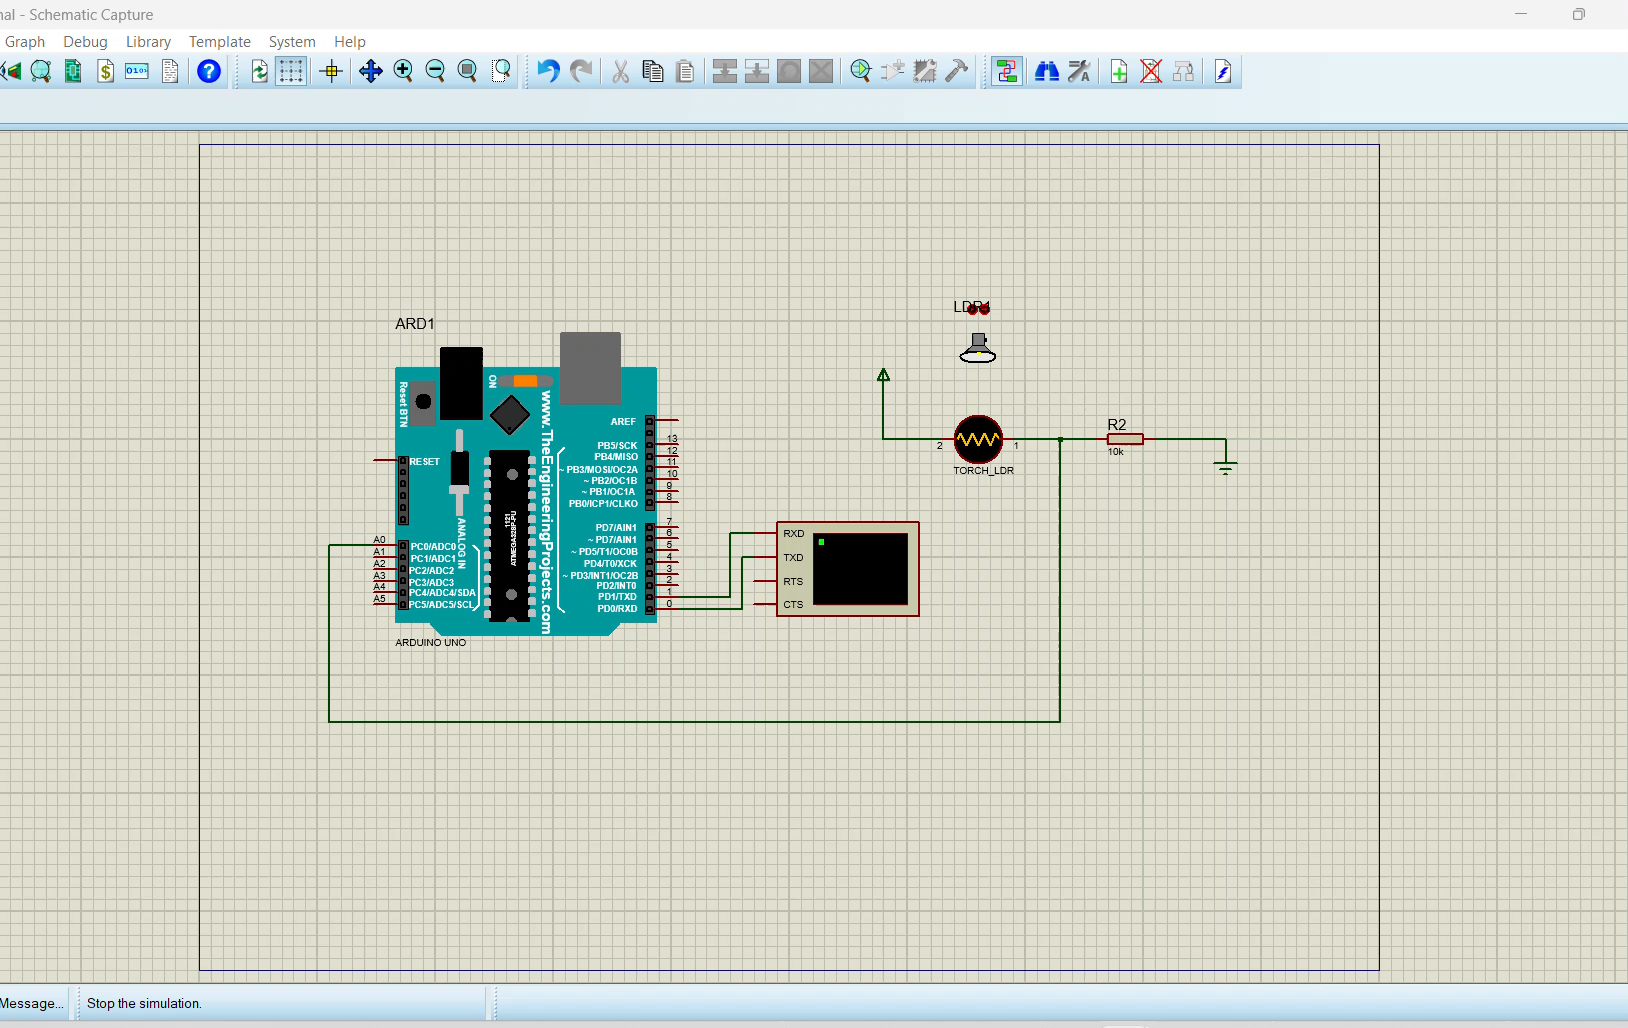 nal - Schematic Capture
Graph Debug Library Template System Help
LDR1
ARD1
ON
Reset BTN
www.TheEngineeringProjects.com
AREF
PB5/SCK 13
PB4/MISO 12
~ PB3/MOSI/OC2A 11
~ PB2/OC1B 10
~ PB1/OC1A 9
PB0/ICP1/CLKO 8
RESET
1121
ATMEGA328P-PU
ANALOG IN
PD7/AIN1 7
~ PD7/AIN1 6
~ PD5/T1/OC0B 5
PD4/T0/XCK 4
~ PD3/INT1/OC2B 3
PD2/INT0 2
PD1/TXD 1
PD0/RXD 0
A0 PC0/ADC0
A1 PC1/ADC1
A2 PC2/ADC2
A3 PC3/ADC3
A4 PC4/ADC4/SDA
A5 PC5/ADC5/SCL
ARDUINO UNO
R2
10k
2 1
TORCH_LDR
RXD
TXD
RTS
CTS
Message... Stop the simulation.